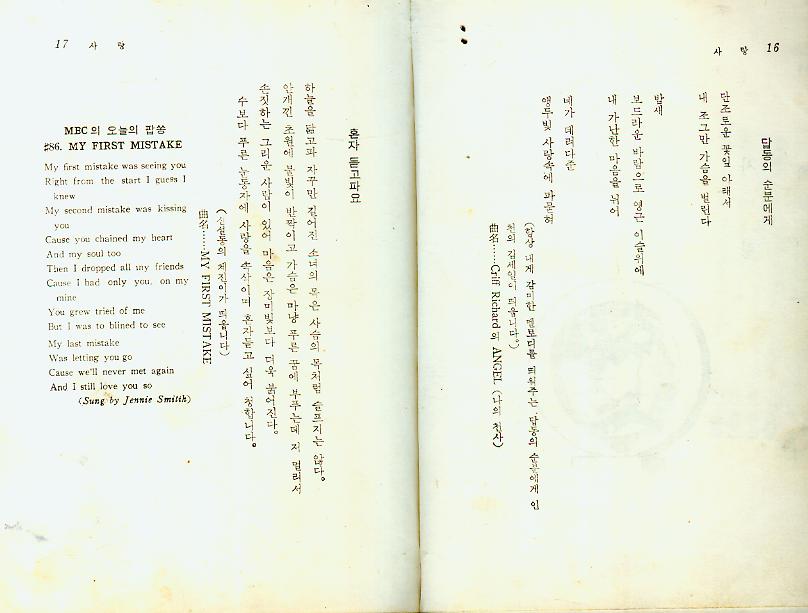 사 랑 16
답동의 순분에게
단조로운 꽃잎 아래서
내 조그만 가슴을 벌린다
밤새
보드라운 바람으로 영근 이슬위에
내 가난한 마음을 뉘어
네가 데려다준
앵두빛 사랑속에 파묻혀
(항상 내게 감미한 멜로디를 띄워주는 답동의 순분에게 인
천의 김세일이 띄웁니다.)
曲名……Criff Richard의 ANGEL (나의 천사)
17 사 랑
혼자 듣고파요
하늘을 닮고파 자꾸만 길어진 소녀의 목은 사슴의 목처럼 슬프지는 않다.
안개낀 초원에 불빛이 반짝이고 가슴은 마냥 푸른 꿈에 부푸는데 저 멀리서
손짓하는 그리운 사람이 있어 마음은 장미빛보다 더욱 붉어진다.
수보다 푸른 눈동자에 사랑을 속삭이며 혼자듣고 싶어 청합니다.
(신설동의 체진이가 띄웁니다)
曲名……MY FIRST MISTAKE
MBC의 오늘의 팝쏭
#86. MY FIRST MISTAKE
My first mistake was seeing you
Right from the start I guess I
knew
My second mistake was kissing
you
Cause you chained my heart
And my soul too
Then I dropped all my friends
Cause I had only you, on my
mine
You grew tried of me
But I was to blined to see
My last mistake
Was letting you go
Cause we'll never met again
And I still love you so
(Sung by Jennie Smitth)